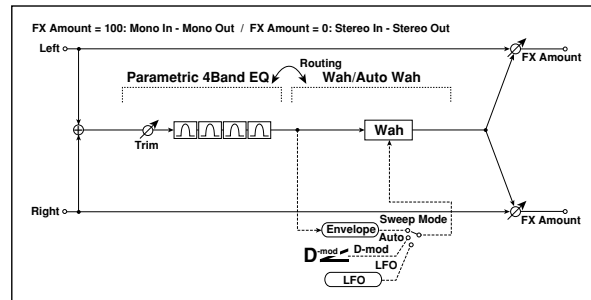 FX Amount = 100: Mono In - Mono Out / FX Amount = 0: Stereo In - Stereo Out
Left
FX Amount
Routing
Parametric 4Band EQ
Wah/Auto Wah
Trim
Wah
Right
FX Amount
Envelope
Sweep Mode
Auto
D-mod
D-mod
LFO
LFO